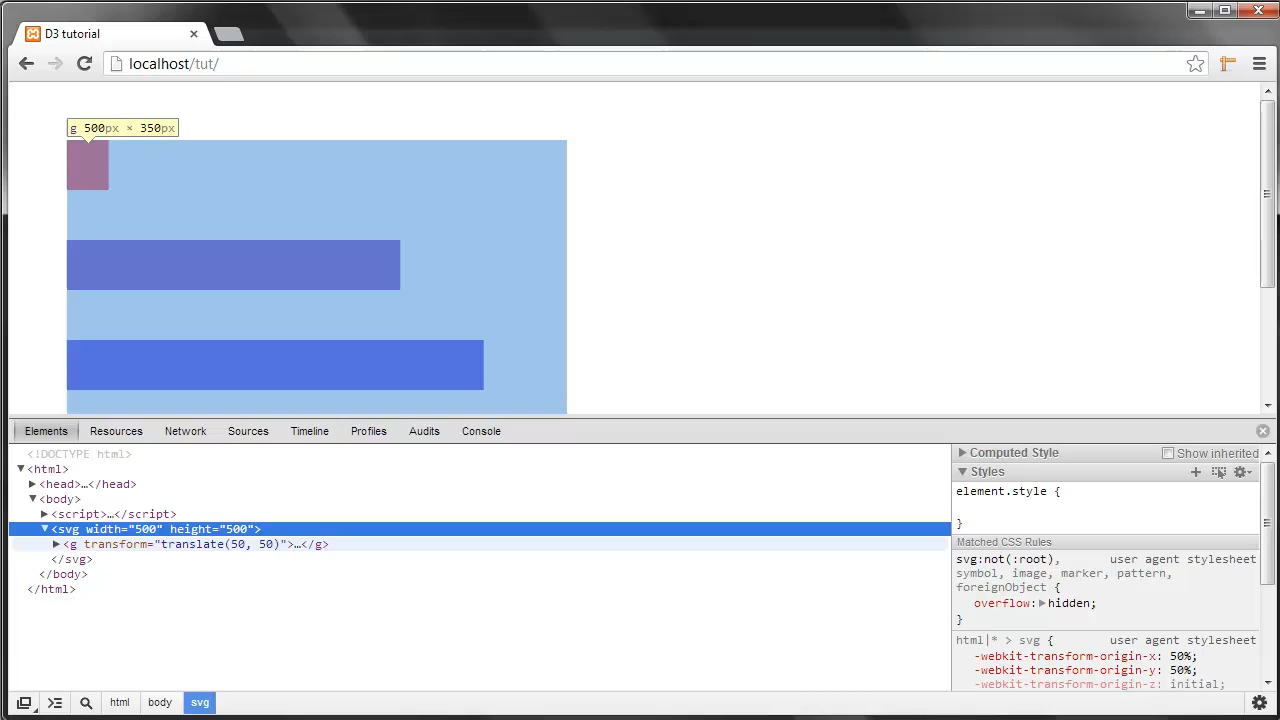 D3 tutorial
localhost/tut/
g 500px × 350px
Elements Resources Network Sources Timeline Profiles Audits Console
<!DOCTYPE html>
<html>
<head>…</head>
<body>
<script>…</script>
<svg width="500" height="500">
<g transform="translate(50, 50)">…</g>
</svg>
</body>
</html>
Computed Style Show inherited
Styles
element.style {
}
Matched CSS Rules
svg:not(:root), user agent stylesheet
symbol, image, marker, pattern,
foreignObject {
overflow: hidden;
}
html|* > svg { user agent stylesheet
-webkit-transform-origin-x: 50%;
-webkit-transform-origin-y: 50%;
-webkit-transform-origin-z: initial;
html body svg